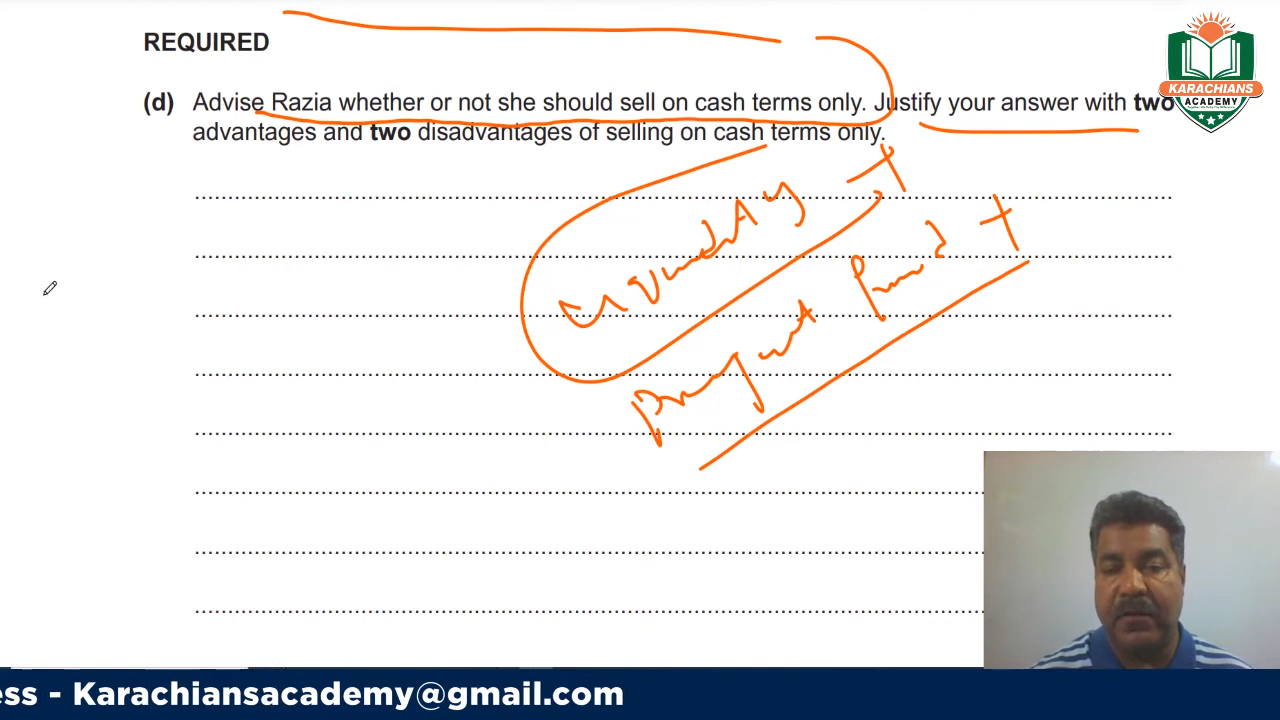 REQUIRED
(d) Advise Razia whether or not she should sell on cash terms only. Justify your answer with two
advantages and two disadvantages of selling on cash terms only.
KARACHIANS
ACADEMY
ess - Karachiansacademy@gmail.com